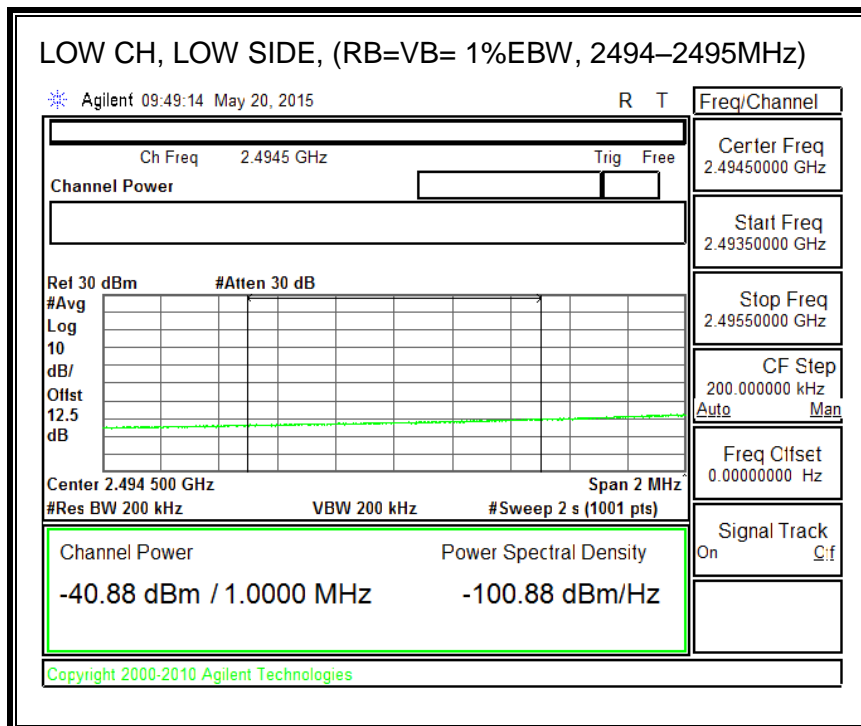 LOW CH, LOW SIDE, (RB=VB= 1%EBW, 2494–2495MHz)
Agilent 09:49:14 May 20, 2015 R T
Freq/Channel
Ch Freq 2.4945 GHz Trig Free
Channel Power
Center Freq
2.49450000 GHz
Start Freq
2.49350000 GHz
Stop Freq
2.49550000 GHz
CF Step
200.000000 kHz
Auto Man
Freq Offset
0.00000000 Hz
Signal Track
On Off
Ref 30 dBm #Atten 30 dB
#Avg
Log
10
dB/
Offst
12.5
dB
Center 2.494 500 GHz Span 2 MHz
#Res BW 200 kHz VBW 200 kHz #Sweep 2 s (1001 pts)
Channel Power Power Spectral Density
-40.88 dBm / 1.0000 MHz -100.88 dBm/Hz
Copyright 2000-2010 Agilent Technologies